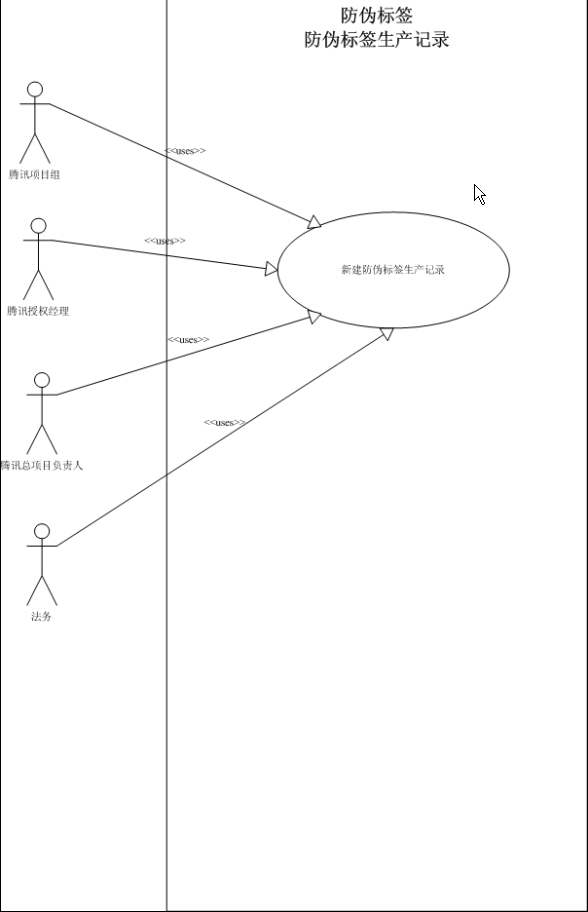 防伪标签
防伪标签生产记录
<<uses>>
腾讯项目组
<<uses>>
新建防伪标签生产记录
腾讯授权经理
<<uses>>
<<uses>>
腾讯总项目负责人
法务